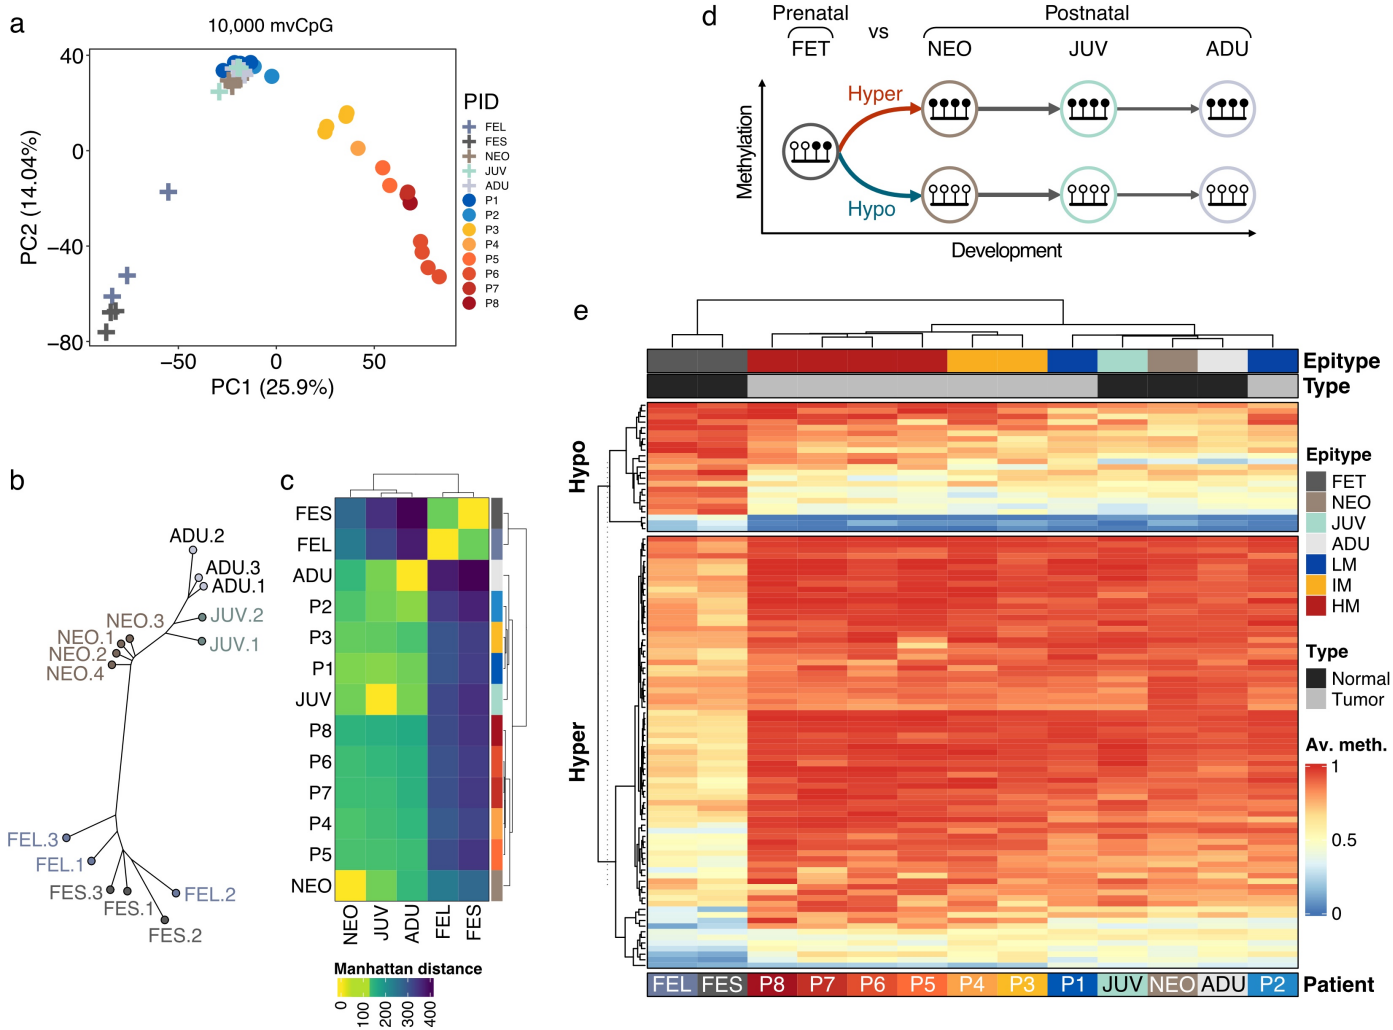 a
10,000 mvCpG
40
0
−40
−80
−50
0
50
PC2 (14.04%)
PC1 (25.9%)
PID
FEL
FES
NEO
JUV
ADU
P1
P2
P3
P4
P5
P6
P7
P8
d
Prenatal
vs
Postnatal
FET
NEO
JUV
ADU
Hyper
Hypo
Methylation
Development
b
ADU.2
ADU.3
ADU.1
JUV.2
JUV.1
NEO.3
NEO.1
NEO.2
NEO.4
FEL.3
FEL.1
FES.3
FES.1
FEL.2
FES.2
c
FES
FEL
ADU
P2
P3
P1
JUV
P8
P6
P7
P4
P5
NEO
NEO
JUV
ADU
FEL
FES
Manhattan distance
0
100
200
300
400
e
Epitype
Type
Hypo
Hyper
FEL FES P8 P7 P6 P5 P4 P3 P1 JUV NEO ADU P2
Patient
Epitype
FET
NEO
JUV
ADU
LM
IM
HM
Type
Normal
Tumor
Av. meth.
1
0.5
0